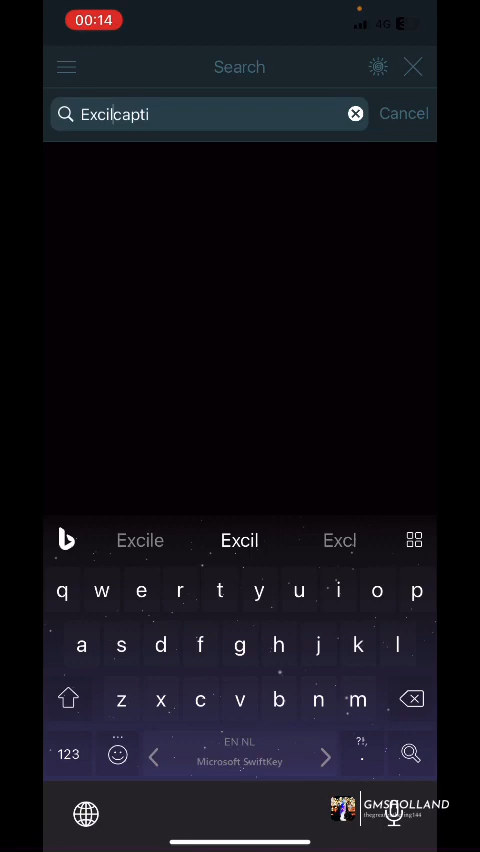 00:14
4G
Search
Excilcapti
Cancel
Excile Excil Excl
q w e r t y u i o p
a s d f g h j k l
z x c v b n m
123
EN NL
Microsoft SwiftKey
?!,
.
GMSHOLLAND